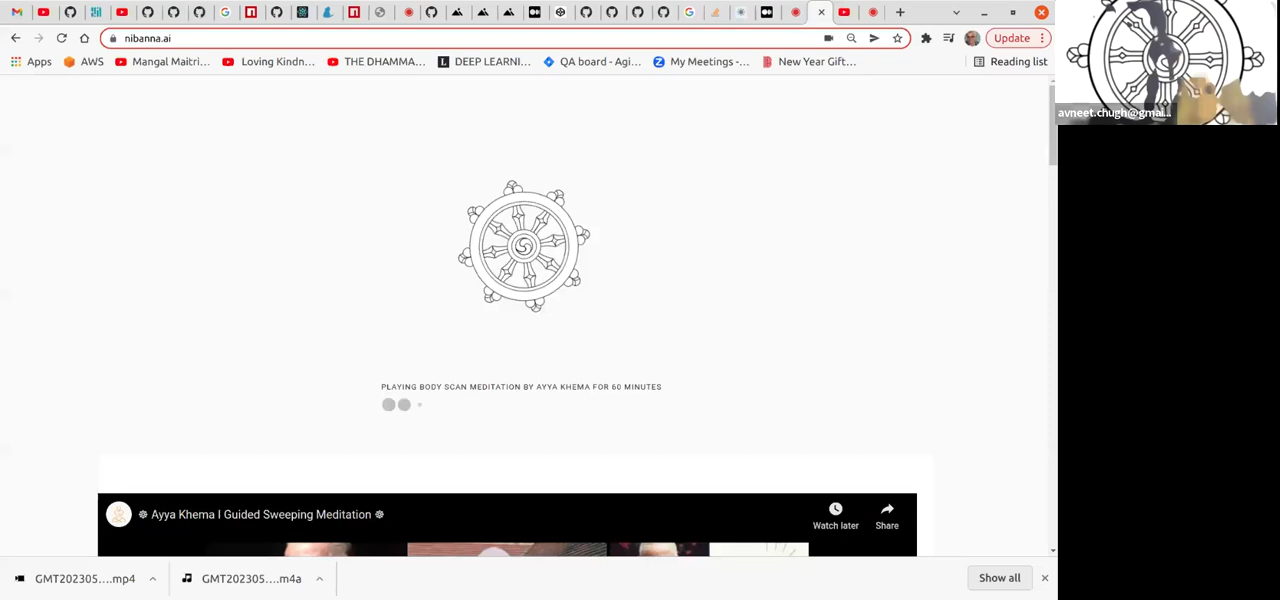 nibanna.ai
Update
Apps
AWS
Mangal Maitri...
Loving Kindn...
THE DHAMMA...
DEEP LEARNI...
QA board - Agi...
My Meetings -...
New Year Gift...
Reading list
avneet.chugh@gmai...
PLAYING BODY SCAN MEDITATION BY AYYA KHEMA FOR 60 MINUTES
☸ Ayya Khema I Guided Sweeping Meditation ☸
Watch later
Share
GMT202305....mp4
GMT202305....m4a
Show all